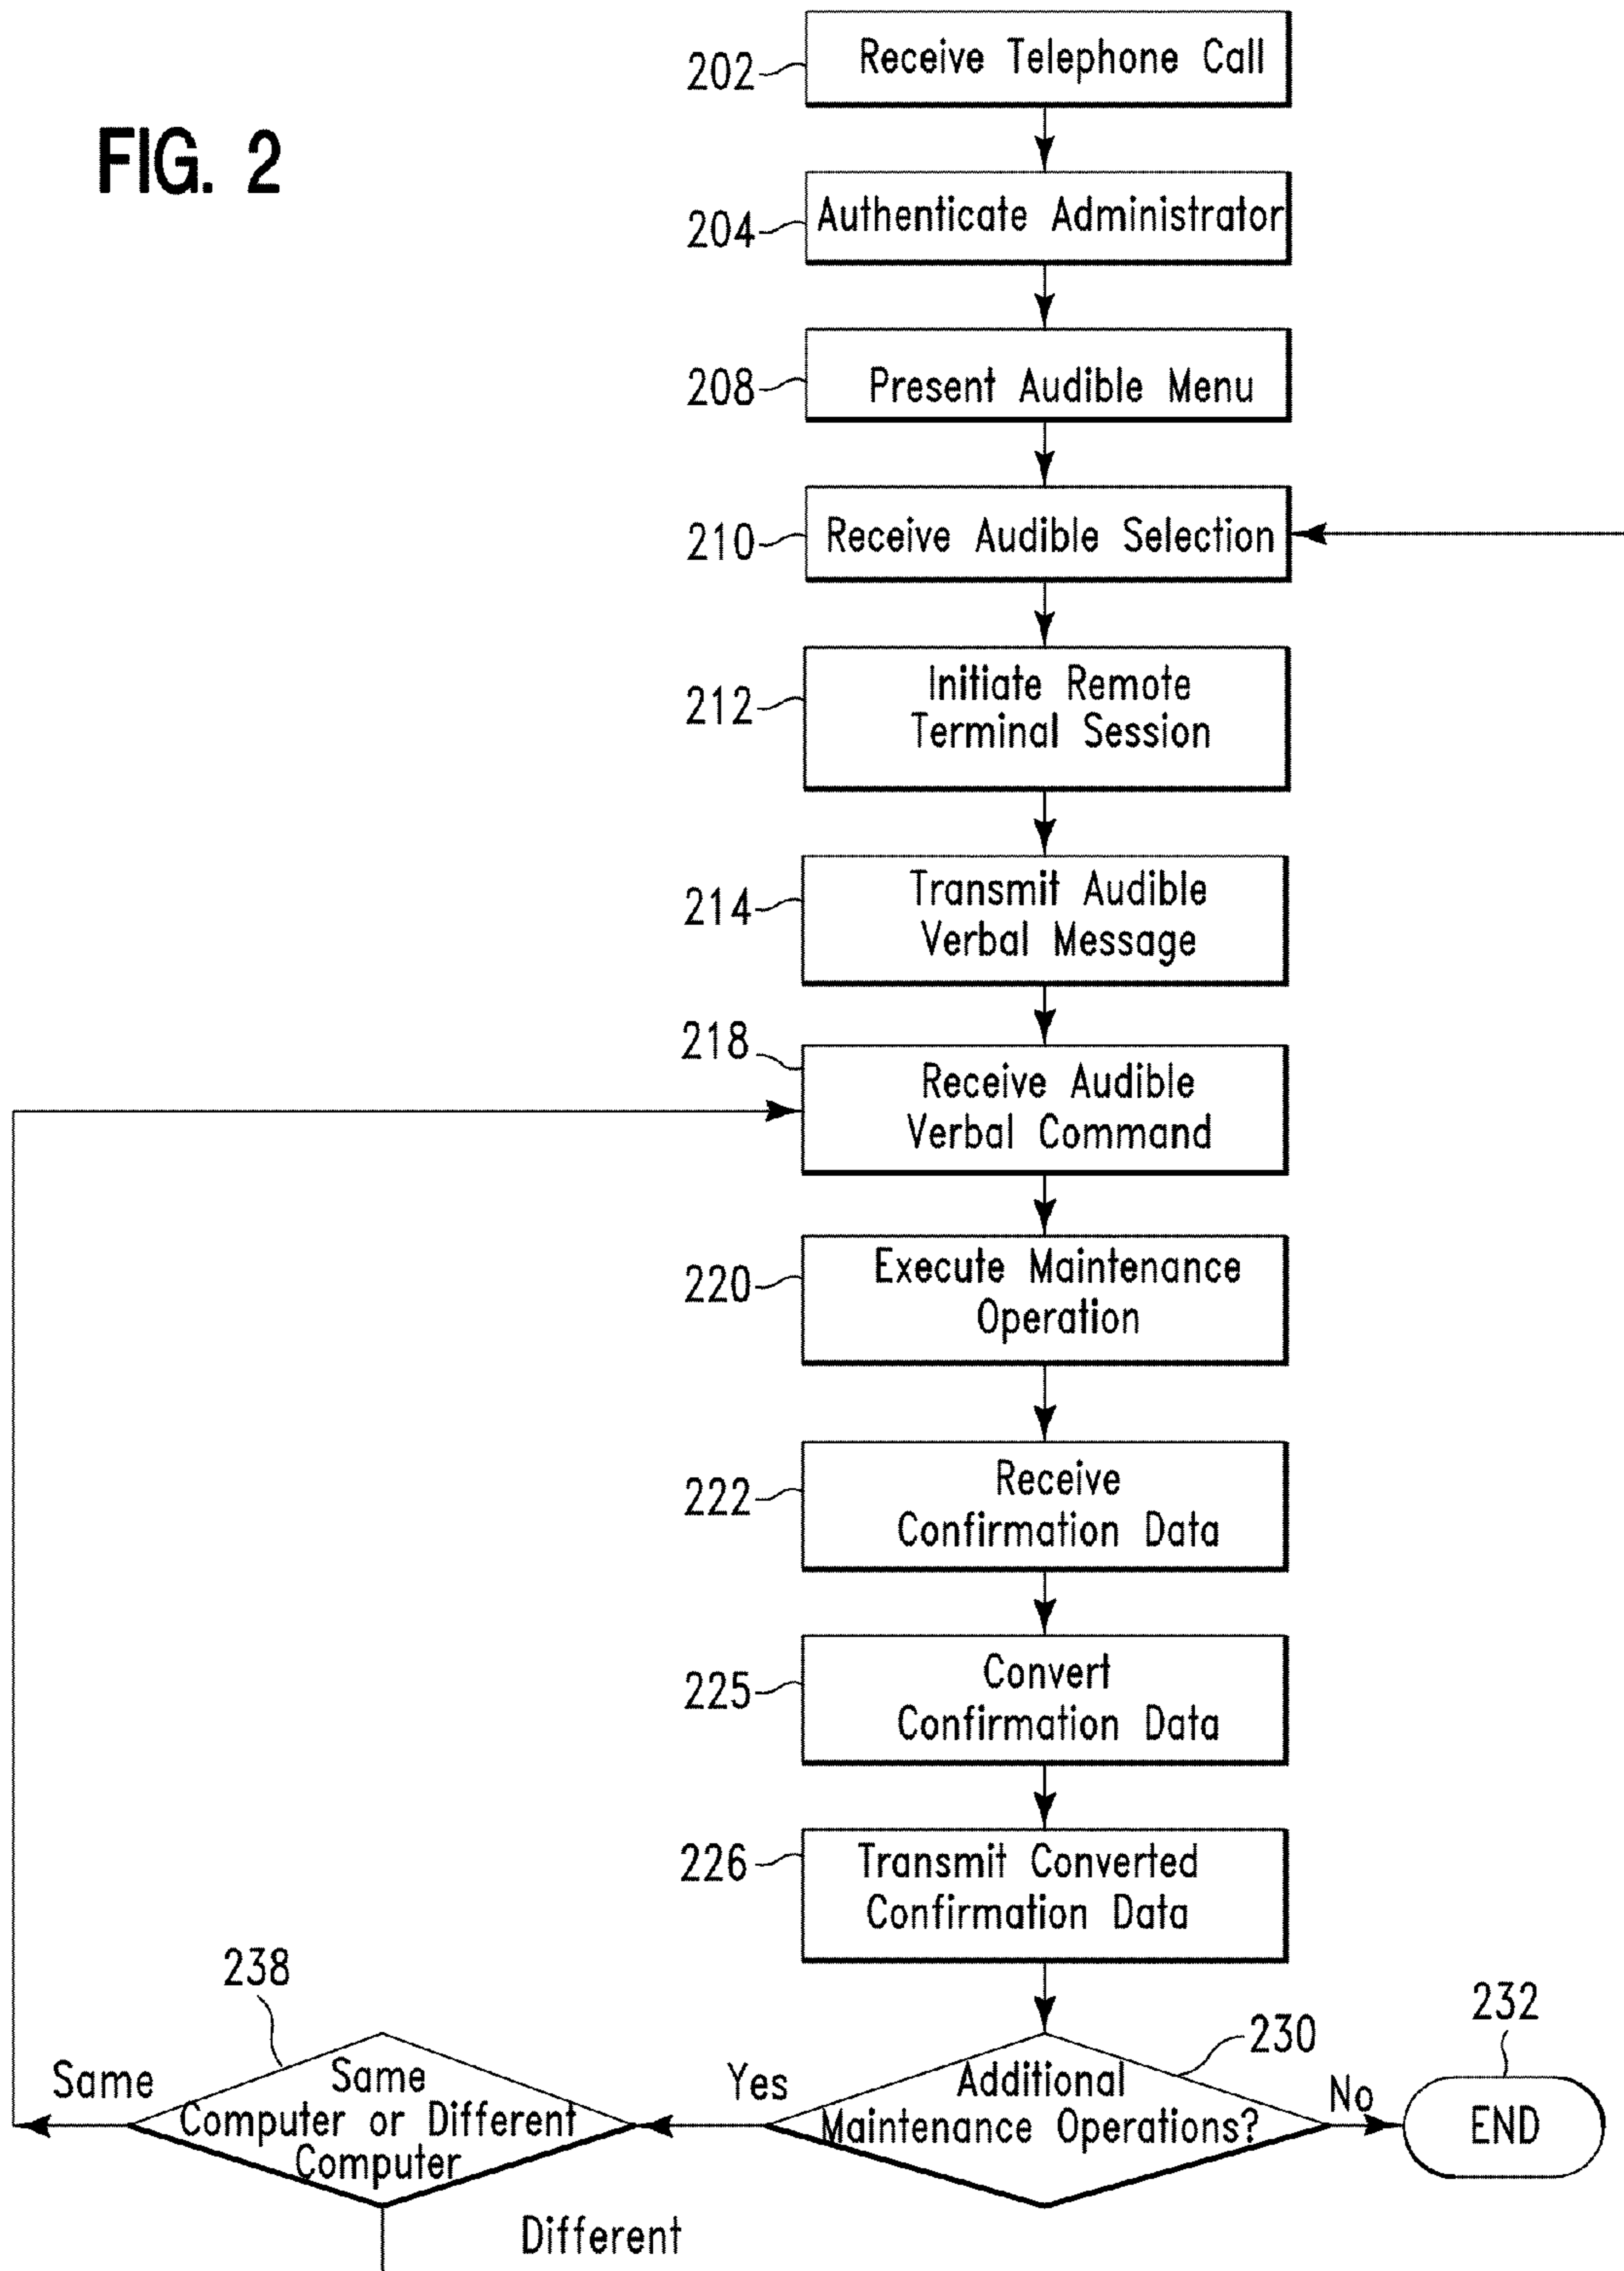 FIG. 2
202
Receive Telephone Call
204
Authenticate Administrator
208
Present Audible Menu
210
Receive Audible Selection
212
Initiate Remote
Terminal Session
214
Transmit Audible
Verbal Message
218
Receive Audible
Verbal Command
220
Execute Maintenance
Operation
222
Receive
Confirmation Data
225
Convert
Confirmation Data
226
Transmit Converted
Confirmation Data
238
Same
Same
Computer or Different
Computer
Different
Yes
230
Additional
Maintenance Operations?
No
232
END